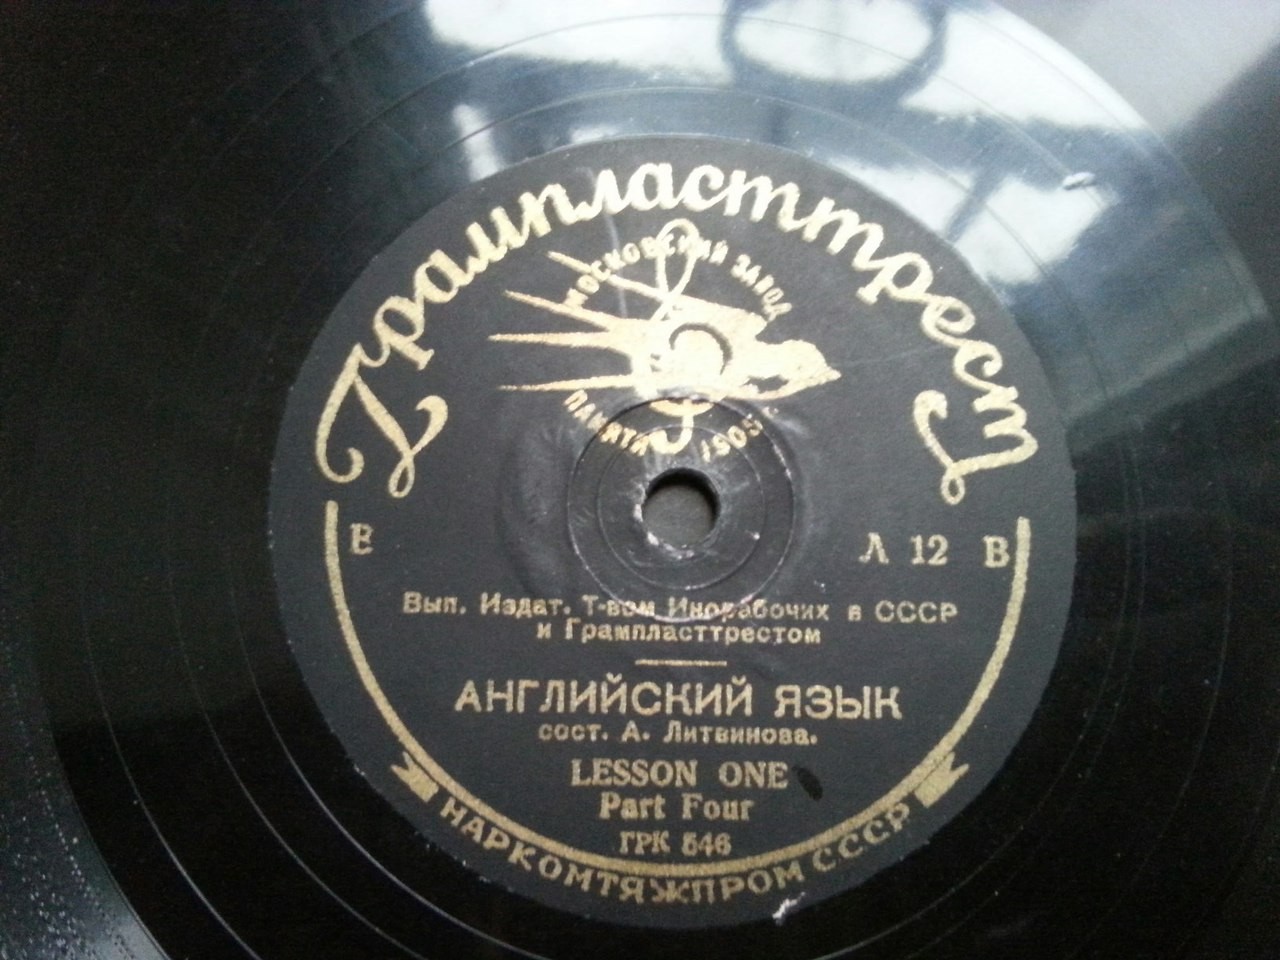 Грампласттрест
МОСКОВСКИЙ ЗАВОД
ПАМЯТИ 1905 г.
Е Л 12 В
Вып. Издат. Т-вом Инорабочих в СССР
и Грампласттрестом
АНГЛИЙСКИЙ ЯЗЫК
сост. А. Литвинова.
LESSON ONE
Part Four
ГРК 546
НАРКОМТЯЖПРОМ СССР